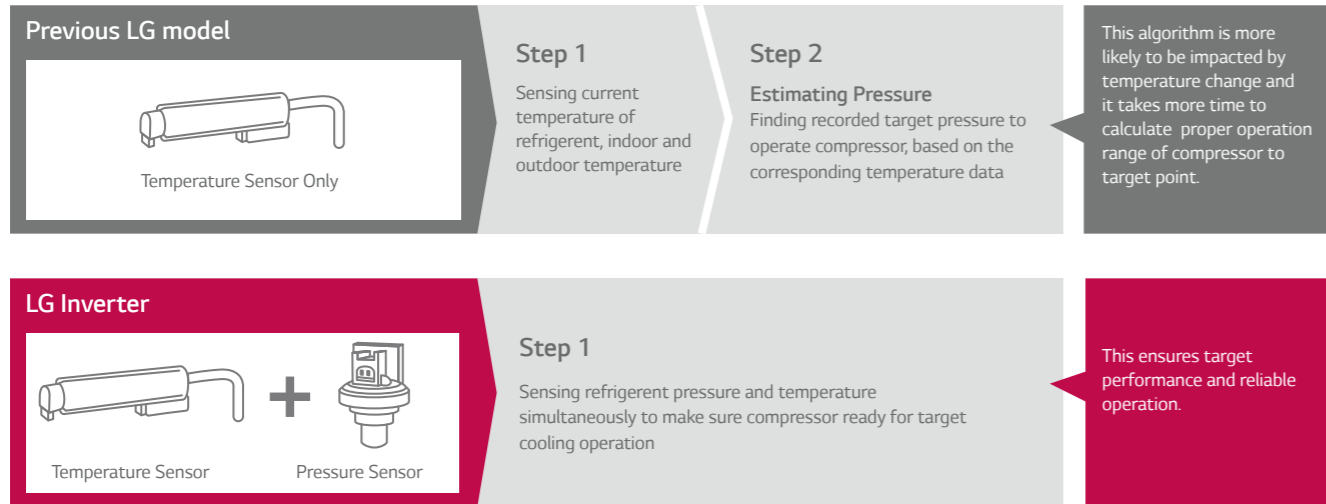 Previous LG model
Temperature Sensor Only
Step 1
Sensing current
temperature of
refrigerent, indoor and
outdoor temperature
Step 2
Estimating Pressure
Finding recorded target pressure to
operate compressor, based on the
corresponding temperature data
This algorithm is more
likely to be impacted by
temperature change and
it takes more time to
calculate proper operation
range of compressor to
target point.
LG Inverter
Temperature Sensor
Pressure Sensor
Step 1
Sensing refrigerent pressure and temperature
simultaneously to make sure compressor ready for target
cooling operation
This ensures target
performance and reliable
operation.